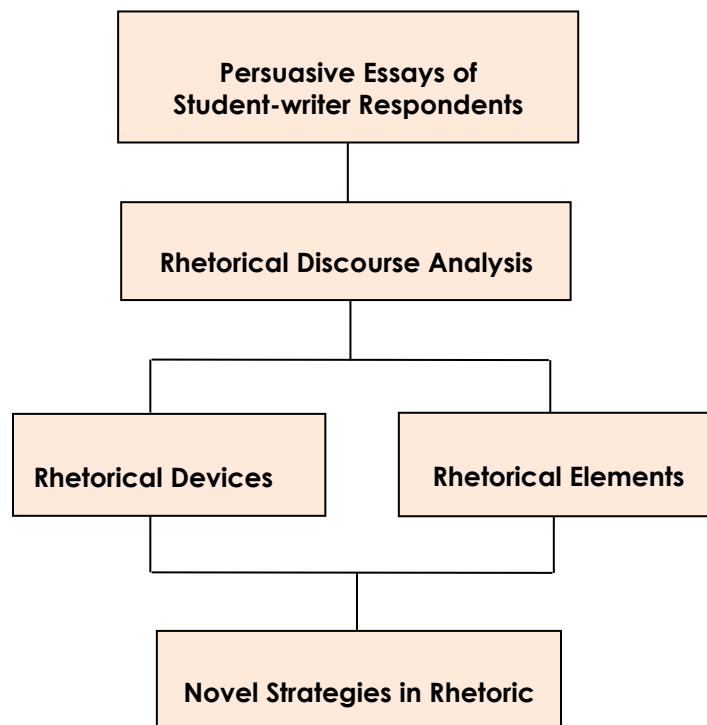 Persuasive Essays of
Student-writer Respondents
Rhetorical Discourse Analysis
Rhetorical Devices
Rhetorical Elements
Novel Strategies in Rhetoric